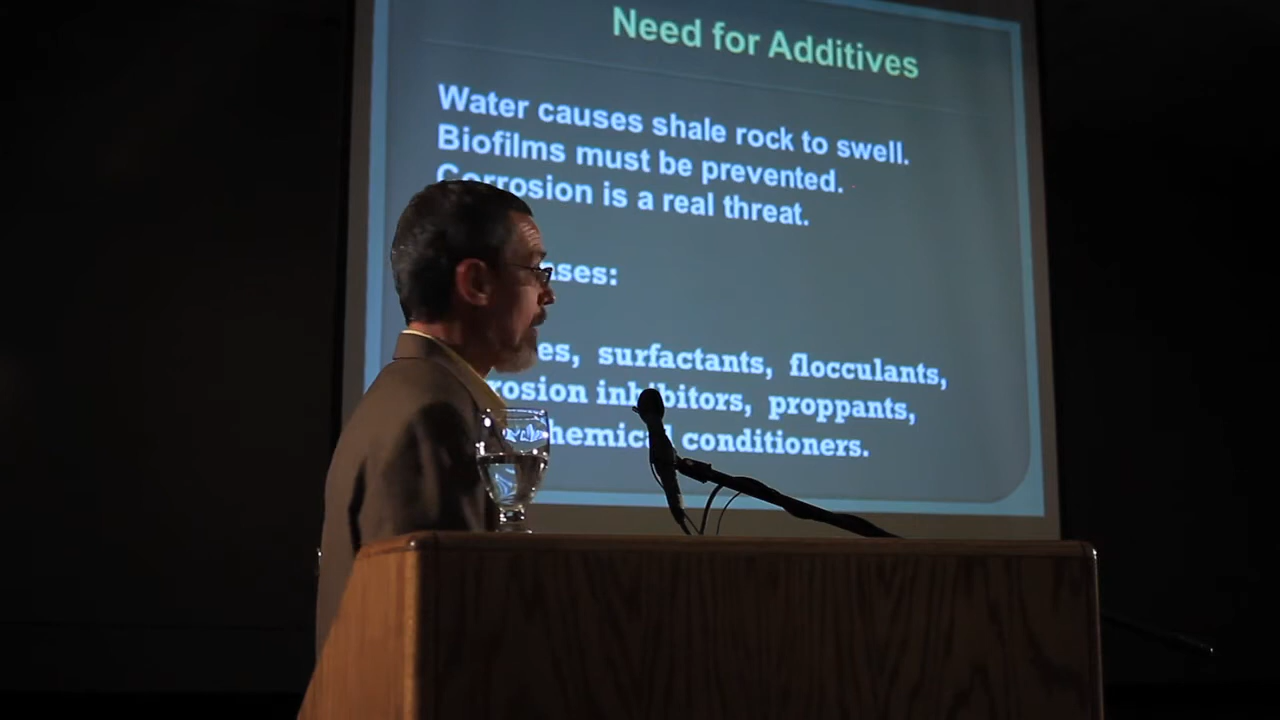 Need for Additives
Water causes shale rock to swell.
Biofilms must be prevented.
Corrosion is a real threat.
surfactants, flocculants,
inhibitors, proppants,
conditioners.